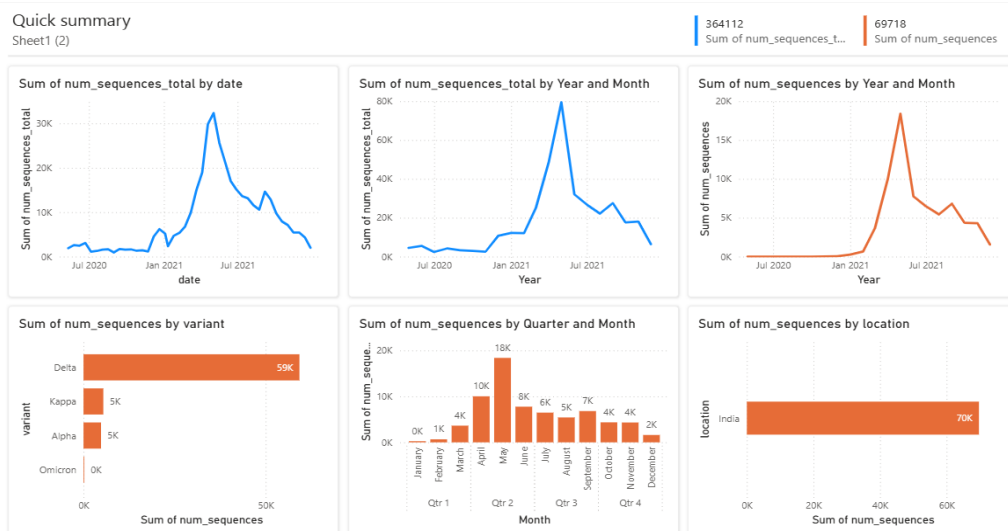 Quick summary
Sheet1 (2)
364112
Sum of num_sequences_t...
69718
Sum of num_sequences
Sum of num_sequences_total by date
Sum of num_sequences_total
30K
20K
10K
0K
Jul 2020
Jan 2021
Jul 2021
date
Sum of num_sequences_total by Year and Month
Sum of num_sequences_total
80K
60K
40K
20K
0K
Jul 2020
Jan 2021
Jul 2021
Year
Sum of num_sequences by Year and Month
Sum of num_sequences
20K
15K
10K
5K
0K
Jul 2020
Jan 2021
Jul 2021
Year
Sum of num_sequences by variant
variant
Delta
59K
Kappa
5K
Alpha
5K
Omicron
0K
0K
50K
Sum of num_sequences
Sum of num_sequences by Quarter and Month
Sum of num_seque...
20K
10K
0K
0K
1K
4K
10K
18K
8K
6K
5K
7K
4K
4K
2K
January
February
March
April
May
June
July
August
September
October
November
December
Qtr 1
Qtr 2
Qtr 3
Qtr 4
Month
Sum of num_sequences by location
location
India
70K
0K
20K
40K
60K
Sum of num_sequences